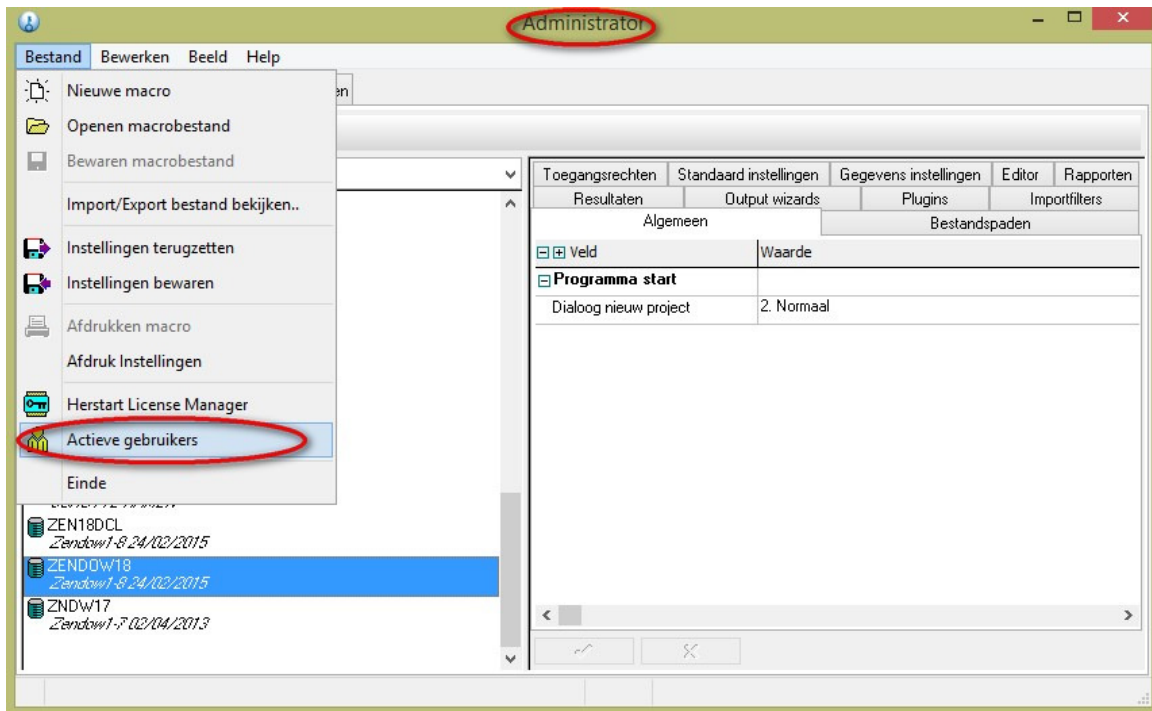 Administrator
Bestand Bewerken Beeld Help
Nieuwe macro
Openen macrobestand
Bewaren macrobestand
Import/Export bestand bekijken..
Instellingen terugzetten
Instellingen bewaren
Afdrukken macro
Afdruk Instellingen
Herstart License Manager
Actieve gebruikers
Einde
en
ZEN18DCL
Zendow1-8 24/02/2015
ZENDOW18
Zendow1-8 24/02/2015
ZNDW17
Zendow1-7 02/04/2013
Toegangsrechten Standaard instellingen Gegevens instellingen Editor Rapporten
Resultaten Output wizards Plugins Importfilters
Algemeen Bestandspaden
Veld Waarde
Programma start
Dialoog nieuw project 2. Normaal